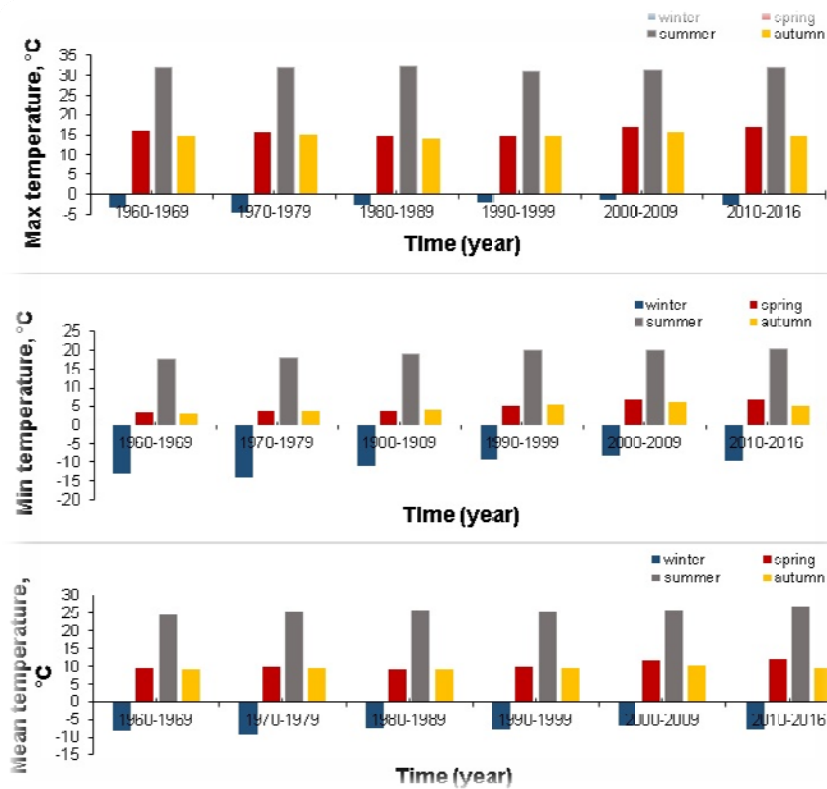 winter spring
summer autumn
Max temperature, °C
35
30
25
20
15
10
5
0
-5
1960-1969 1970-1979 1980-1989 1990-1999 2000-2009 2010-2016
Time (year)
winter spring
summer autumn
Min temperature, °C
25
20
15
10
5
0
-5
-10
-15
-20
1960-1969 1970-1979 1900-1909 1990-1999 2000-2009 2010-2016
Time (year)
winter spring
summer autumn
Mean temperature,
°C
30
25
20
15
10
5
0
-5
-10
-15
1960-1969 1970-1979 1980-1989 1990-1999 2000-2009 2010-2016
Time (year)